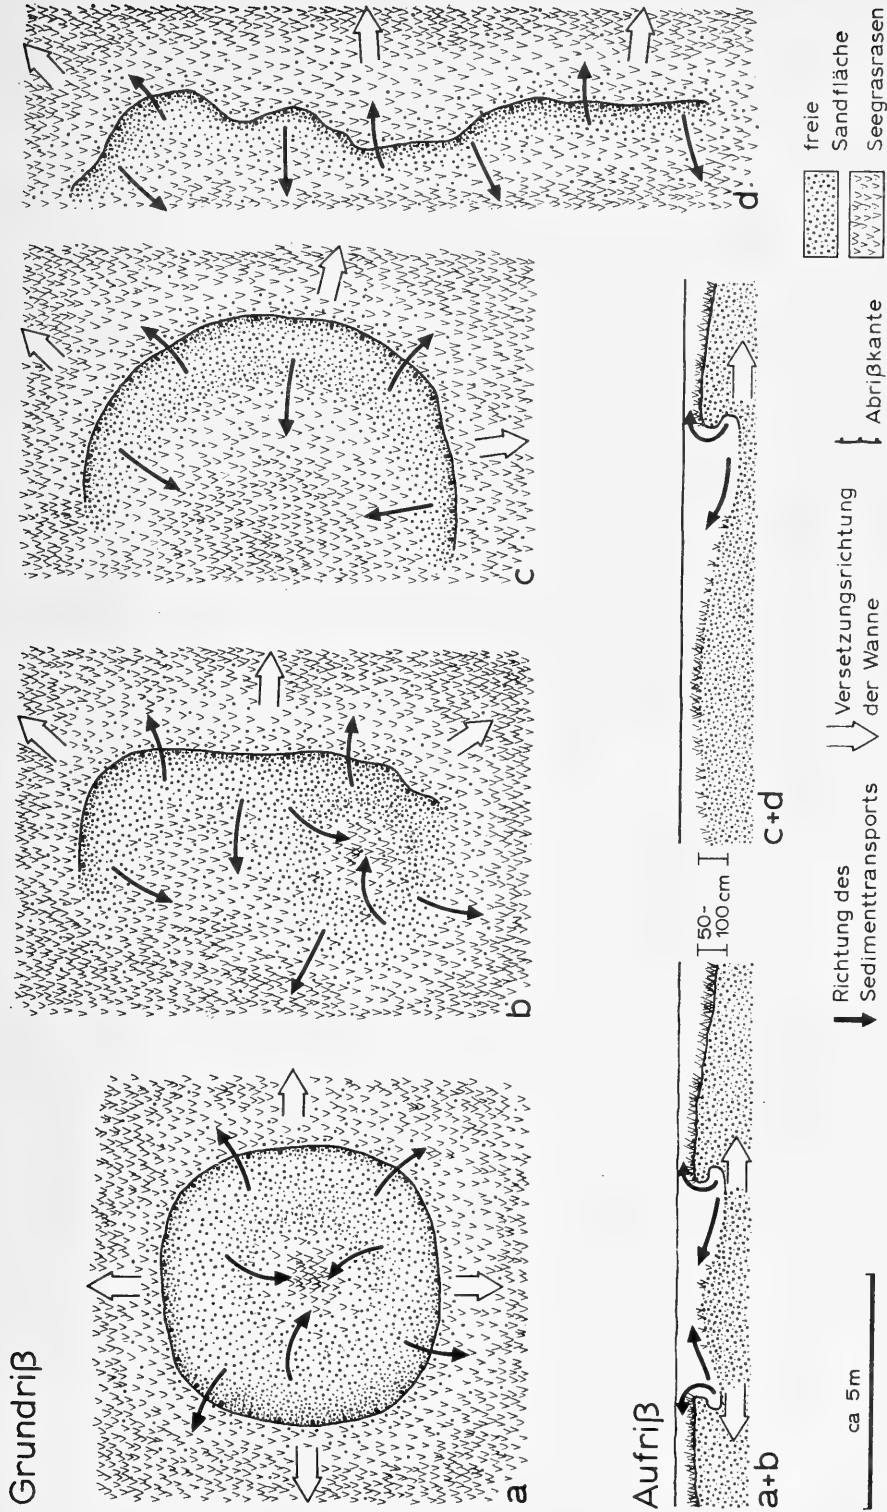 Grundriß
a
b
c
d
Aufriß
a+b
50-
100 cm
c+d
ca 5m
Richtung des
Sedimenttransports
Versetzungsrichtung
der Wanne
Abrißkante
freie
Sandfläche
Seegrasrasen